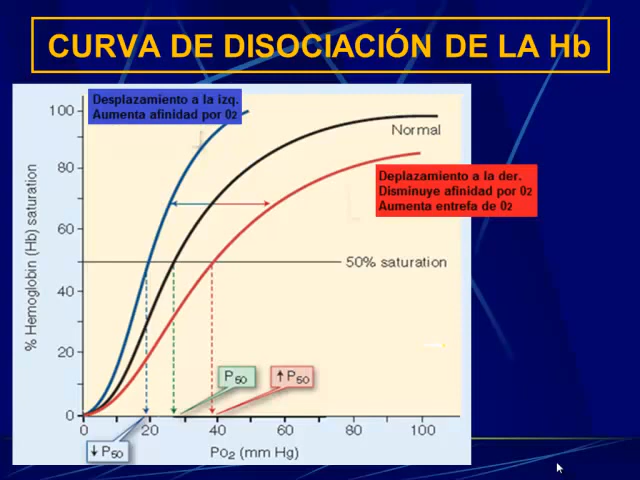 CURVA DE DISOCIACIÓN DE LA Hb
Desplazamiento a la izq.
Aumenta afinidad por 02
Normal
Deplazamiento a la der.
Disminuye afinidad por 02
Aumenta entrefa de 02
% Hemoglobin (Hb) saturation
100
80
60
40
20
0
50% saturation
P50
↑ P50
0
20
40
60
80
100
↓ P50
Po2 (mm Hg)